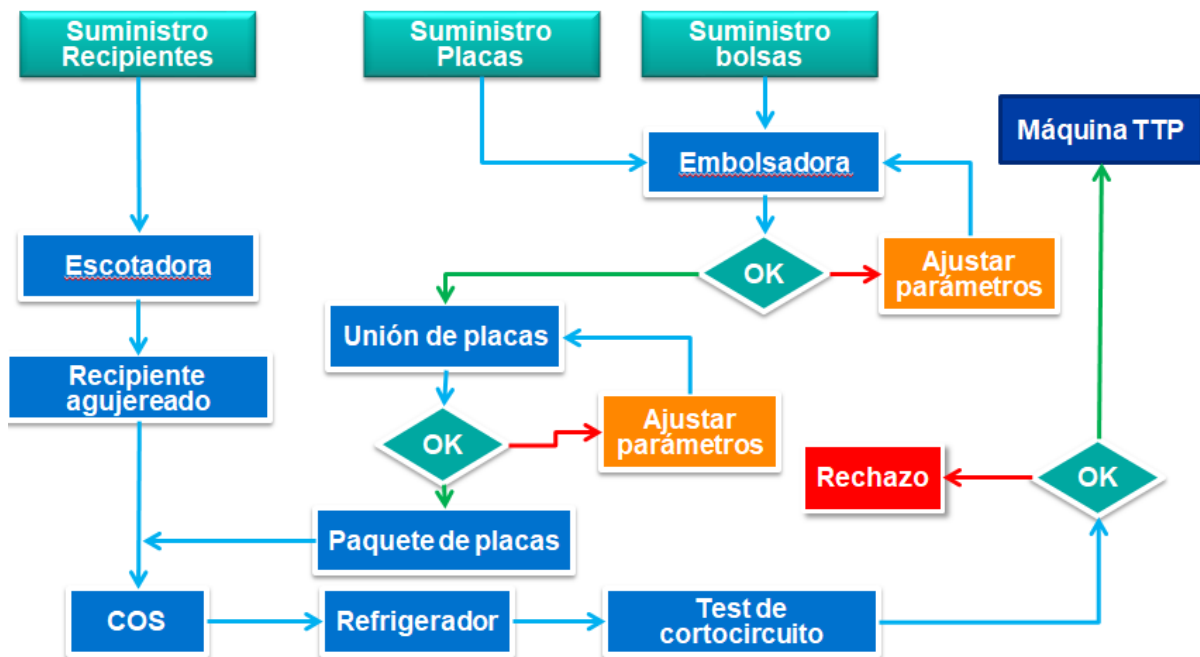 Suministro
Recipientes
Suministro
Placas
Suministro
bolsas
Máquina TTP
Embolsadora
Escotadora
OK
Ajustar
parámetros
Unión de placas
Recipiente
agujereado
OK
Ajustar
parámetros
Rechazo
OK
Paquete de placas
COS
Refrigerador
Test de
cortocircuito